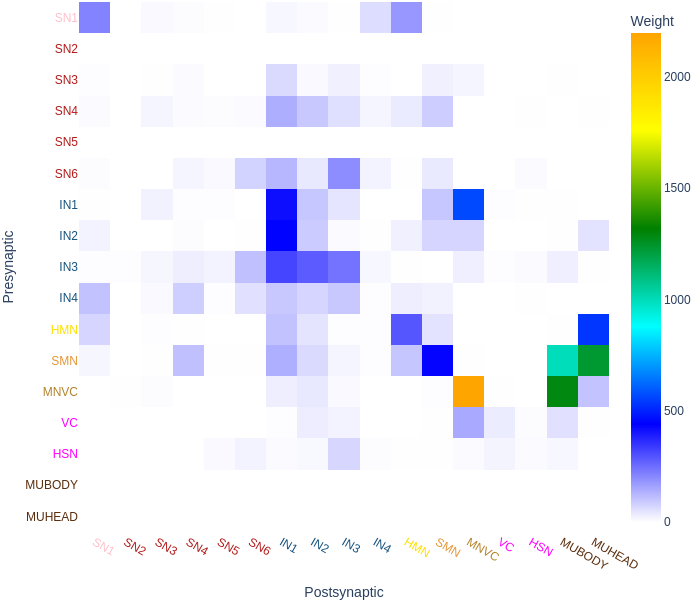 Weight
SN1
SN2
SN3
SN4
SN5
SN6
IN1
IN2
IN3
IN4
HMN
SMN
MNVC
VC
HSN
MUBODY
MUHEAD
Presynaptic
2000
1500
1000
500
0
SN1 SN2 SN3 SN4 SN5 SN6 IN1 IN2 IN3 IN4 HMN SMN MNVC VC HSN MUBODY MUHEAD
Postsynaptic